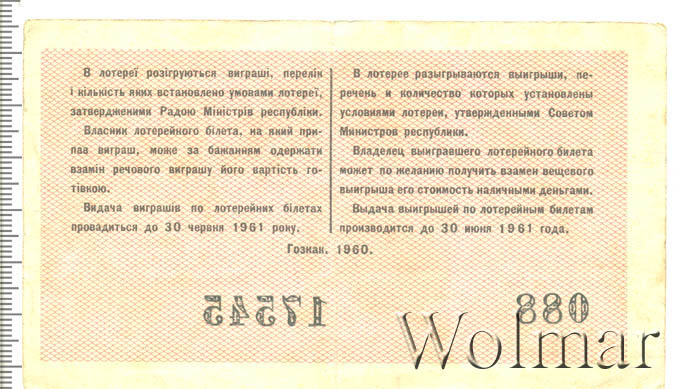 В лотереї розігруються виграші, перелік
і кількість яких встановлено умовами лотереї,
затвердженими Радою Міністрів республіки.
Власник лотерейного білета, на який при-
пав виграш, може за бажанням одержати
взамін речового виграшу його вартість го-
тівкою.
Видача виграшів по лотерейних білетах
провадиться до 30 червня 1961 року.
В лотерее разыгрываются выигрыши, пе-
речень и количество которых установлены
условиями лотереи, утвержденными Советом
Министров республики.
Владелец выигравшего лотерейного билета
может по желанию получить взамен вещевого
выигрыша его стоимость наличными деньгами.
Выдача выигрышей по лотерейным билетам
производится до 30 июня 1961 года.
Гознак. 1960.
17545 088
Wolmar